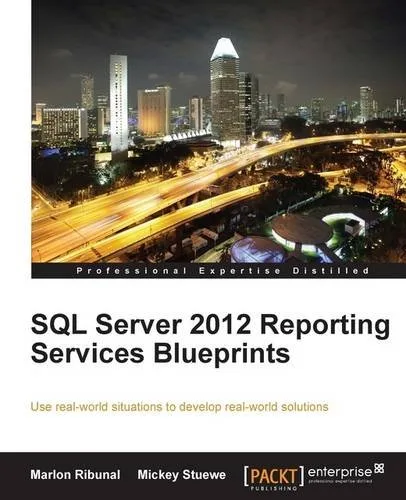 Professional Expertise Distilled
SQL Server 2012 Reporting
Services Blueprints
Use real-world situations to develop real-world solutions
Marlon Ribunal Mickey Stuewe
[PACKT] enterprise
PUBLISHING professional expertise distilled